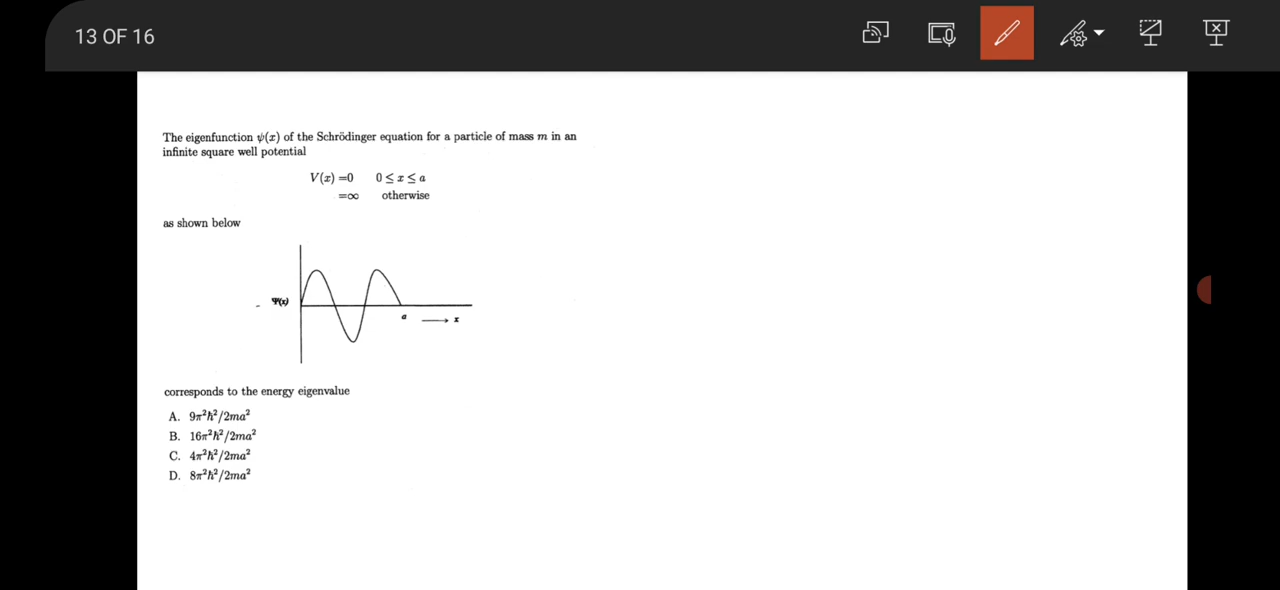 13 OF 16
The eigenfunction ψ(x) of the Schrödinger equation for a particle of mass m in an
infinite square well potential
V(x) =0 0 ≤ x ≤ a
=∞ otherwise
as shown below
Ψ(x)
a
x
corresponds to the energy eigenvalue
A. 9π²ħ²/2ma²
B. 16π²ħ²/2ma²
C. 4π²ħ²/2ma²
D. 8π²ħ²/2ma²